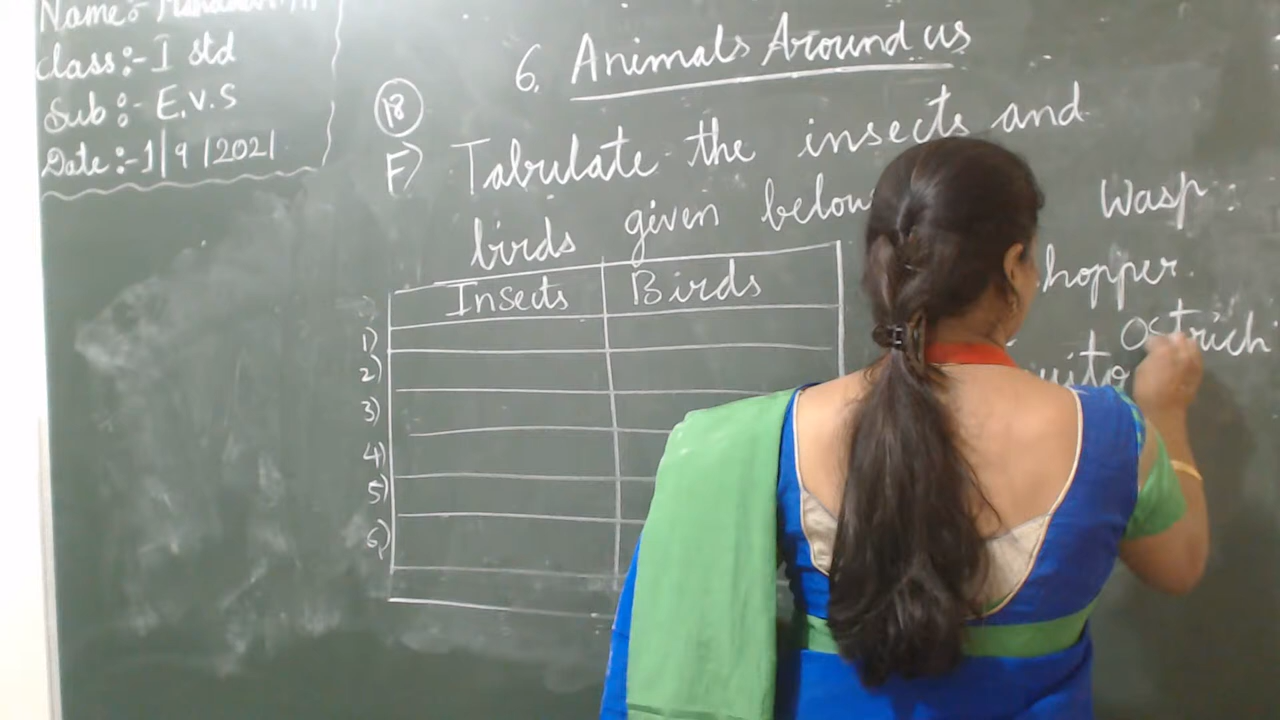 Name:-
Class:- I std
Sub:- E.V.S
Date:-1/9/2021
6. Animals Around us
18
F) Tabulate the insects and
birds given below
Insects Birds
1)
2)
3)
4)
5)
6)
Wasp
hopper
Ostrich